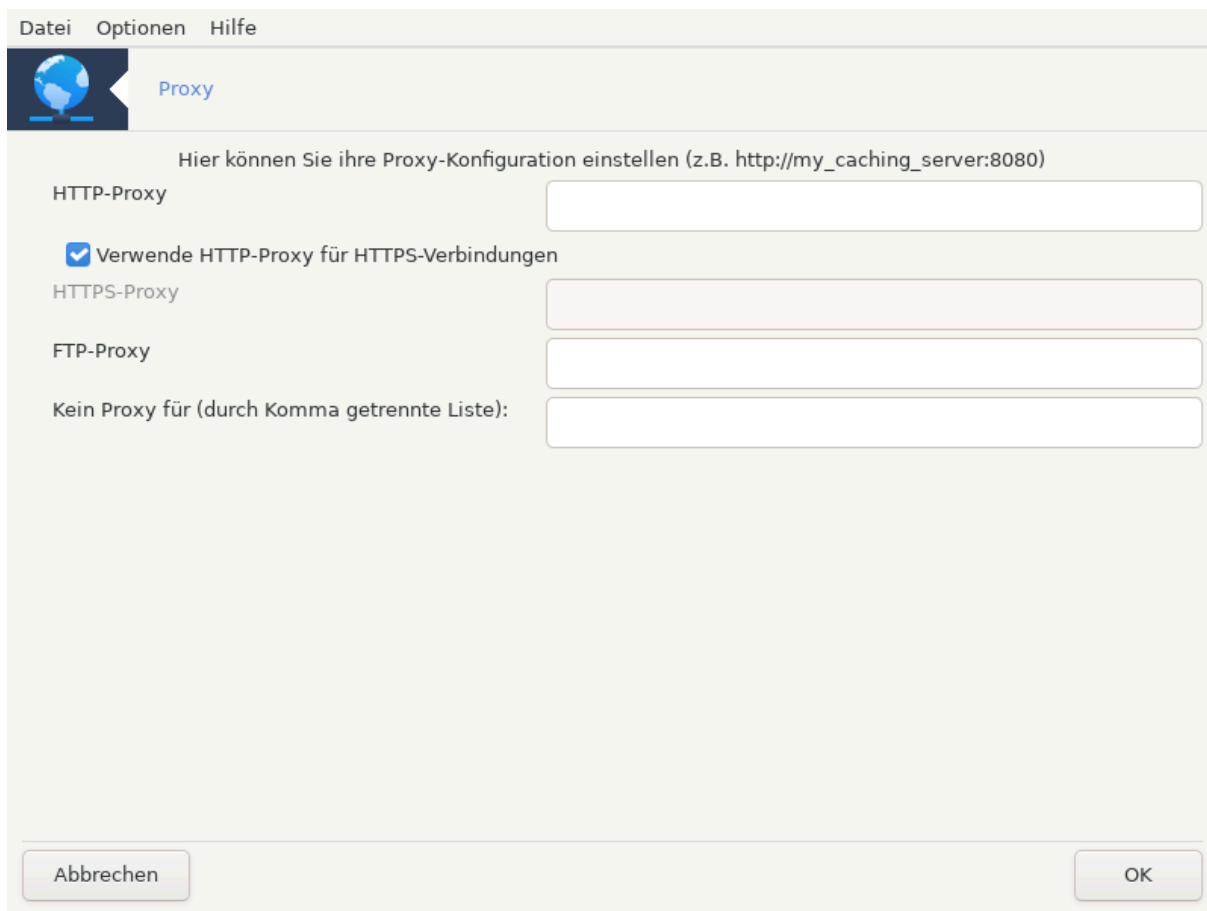 Datei Optionen Hilfe
Proxy
Hier können Sie ihre Proxy-Konfiguration einstellen (z.B. http://my_caching_server:8080)
HTTP-Proxy
Verwende HTTP-Proxy für HTTPS-Verbindungen
HTTPS-Proxy
FTP-Proxy
Kein Proxy für (durch Komma getrennte Liste):
Abbrechen OK